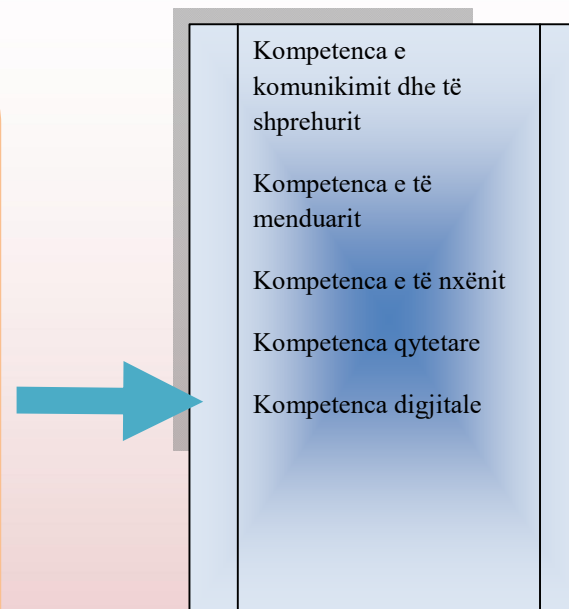 Kompetenca e
komunikimit dhe të
shprehurit
Kompetenca e të
menduarit
Kompetenca e të nxënit
Kompetenca qytetare
Kompetenca digjitale